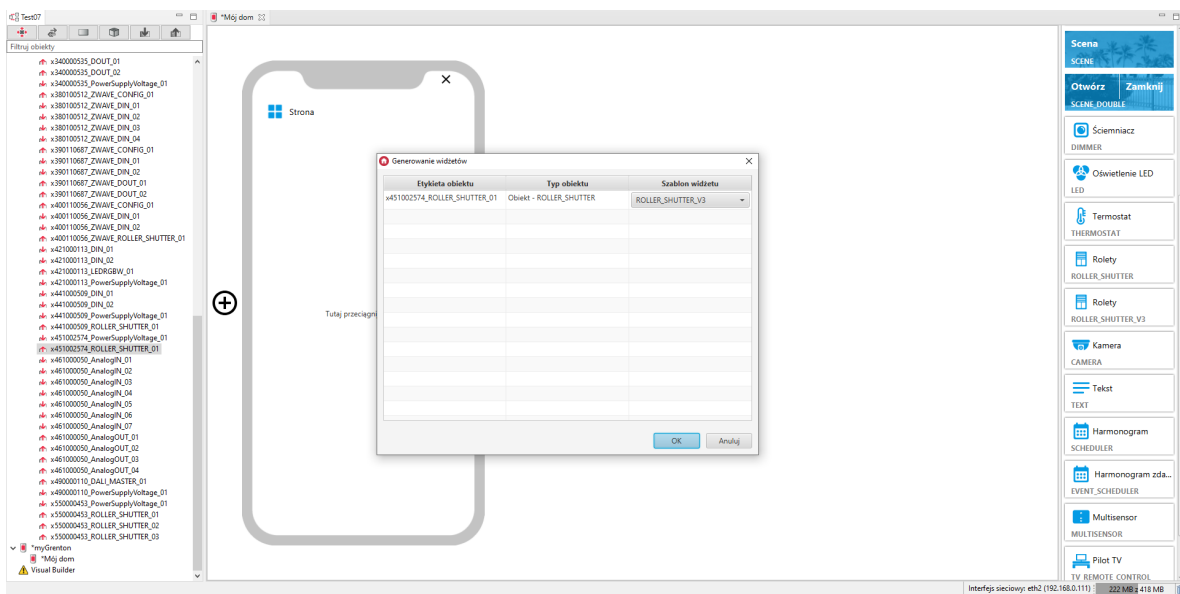 Test07
*Mój dom
Filtruj obiekty
x340000535_DOUT_01
x340000535_DOUT_02
x340000535_PowerSupplyVoltage_01
x380100512_ZWAVE_CONFIG_01
x380100512_ZWAVE_DIN_01
x380100512_ZWAVE_DIN_02
x380100512_ZWAVE_DIN_03
x380100512_ZWAVE_DIN_04
x390110687_ZWAVE_CONFIG_01
x390110687_ZWAVE_DIN_01
x390110687_ZWAVE_DIN_02
x390110687_ZWAVE_DOUT_01
x390110687_ZWAVE_DOUT_02
x400110056_ZWAVE_CONFIG_01
x400110056_ZWAVE_DIN_01
x400110056_ZWAVE_DIN_02
x400110056_ZWAVE_ROLLER_SHUTTER_01
x421000113_DIN_01
x421000113_DIN_02
x421000113_LEDRGBW_01
x421000113_PowerSupplyVoltage_01
x441000509_DIN_01
x441000509_DIN_02
x441000509_PowerSupplyVoltage_01
x441000509_ROLLER_SHUTTER_01
x451002574_PowerSupplyVoltage_01
x451002574_ROLLER_SHUTTER_01
x461000050_AnalogIN_01
x461000050_AnalogIN_02
x461000050_AnalogIN_03
x461000050_AnalogIN_04
x461000050_AnalogIN_05
x461000050_AnalogIN_06
x461000050_AnalogIN_07
x461000050_AnalogOUT_01
x461000050_AnalogOUT_02
x461000050_AnalogOUT_03
x461000050_AnalogOUT_04
x490000110_DALI_MASTER_01
x490000110_PowerSupplyVoltage_01
x550000453_PowerSupplyVoltage_01
x550000453_ROLLER_SHUTTER_01
x550000453_ROLLER_SHUTTER_02
x550000453_ROLLER_SHUTTER_03
*myGrenton
*Mój dom
Visual Builder
Strona
Tutaj przeciągni
Generowanie widżetów
Etykieta obiektu Typ obiektu Szablon widżetu
x451002574_ROLLER_SHUTTER_01 Obiekt - ROLLER_SHUTTER ROLLER_SHUTTER_V3
OK Anuluj
Scena
SCENE
Otwórz Zamknij
SCENE_DOUBLE
Ściemniacz
DIMMER
Oświetlenie LED
LED
Termostat
THERMOSTAT
Rolety
ROLLER_SHUTTER
Rolety
ROLLER_SHUTTER_V3
Kamera
CAMERA
Tekst
TEXT
Harmonogram
SCHEDULER
Harmonogram zda...
EVENT_SCHEDULER
Multisensor
MULTISENSOR
Pilot TV
TV_REMOTE_CONTROL
Interfejs sieciowy: eth2 (192.168.0.111) 222 MB z 418 MB